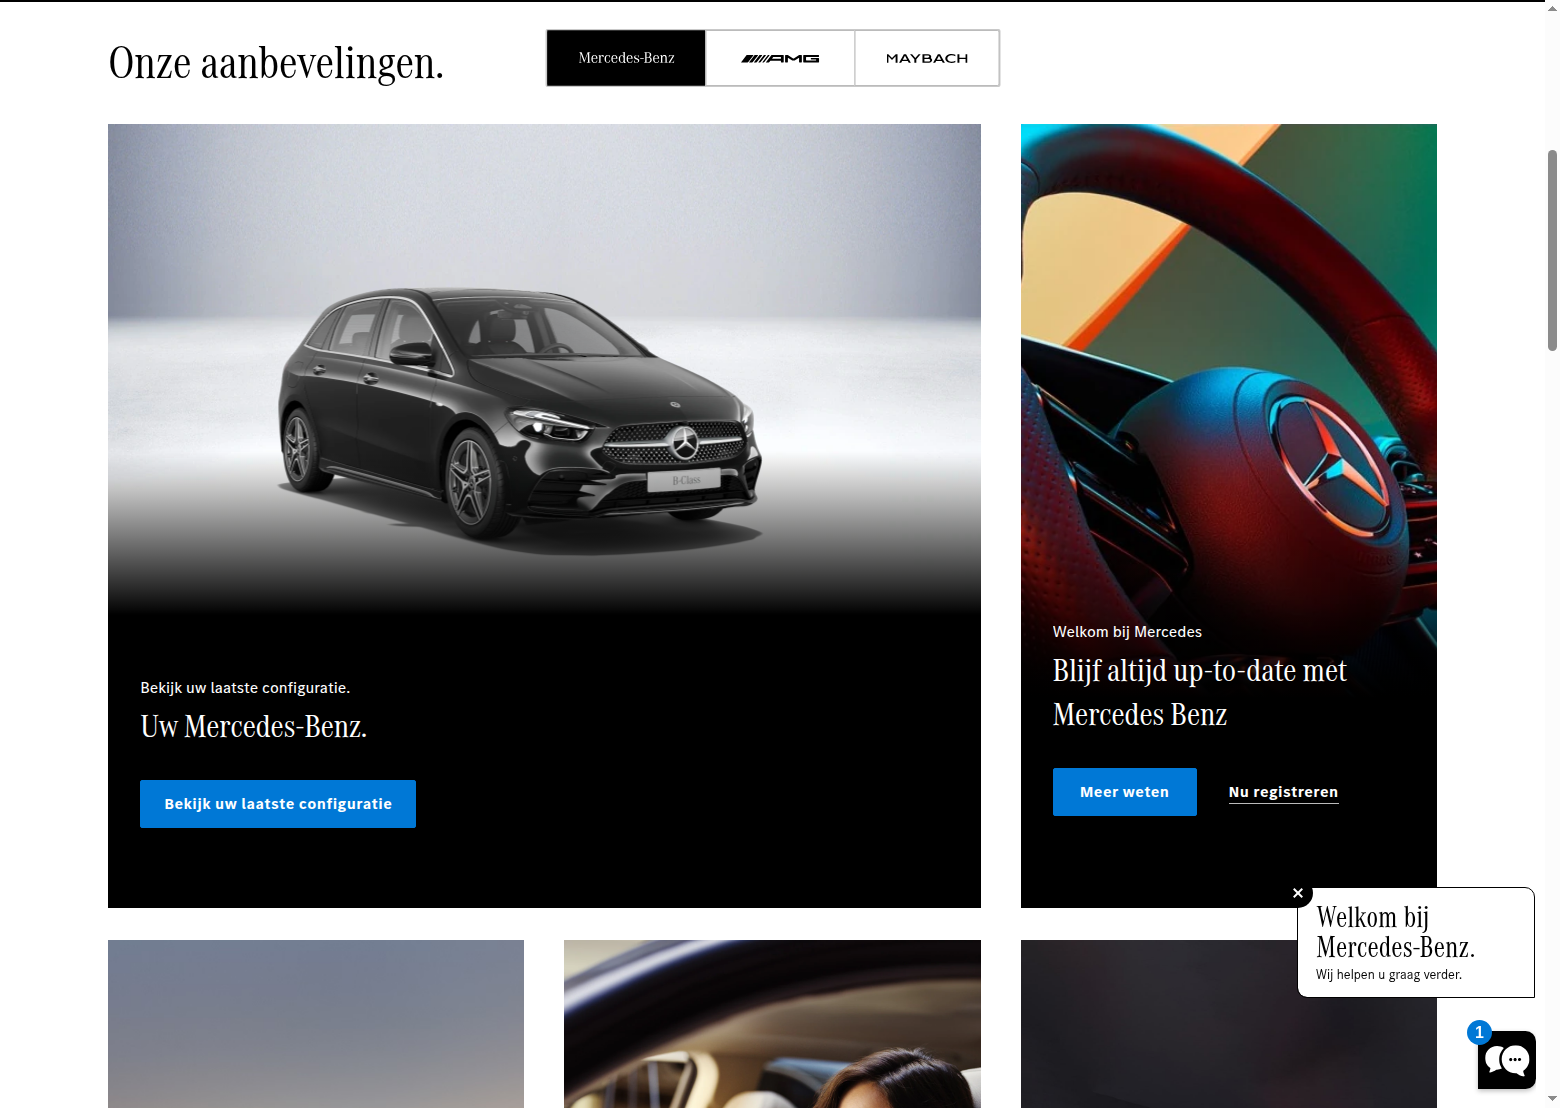 Onze aanbevelingen.
Mercedes-Benz
AMG
MAYBACH
B-Class
Bekijk uw laatste configuratie.
Uw Mercedes-Benz.
Bekijk uw laatste configuratie
Welkom bij Mercedes
Blijf altijd up-to-date met
Mercedes Benz
Meer weten
Nu registreren
Welkom bij
Mercedes-Benz.
Wij helpen u graag verder.
1